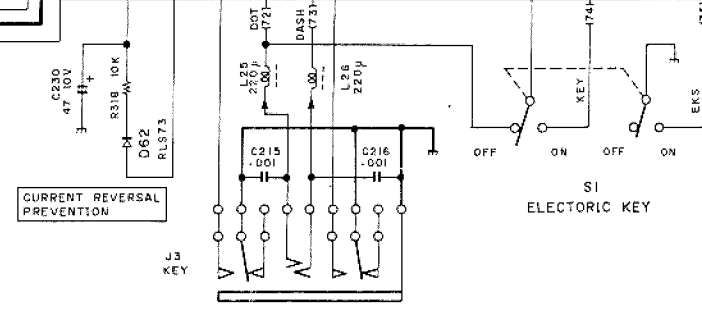 DOT
(72)
DASH
(73)
(74)
C230
47 10V
+
R318 10K
D62
RLS73
L25
220μ
L26
220μ
C215
.001
C216
.001
KEY
EKS
OFF
ON
OFF
ON
S1
ELECTORIC KEY
CURRENT REVERSAL
PREVENTION
J3
KEY